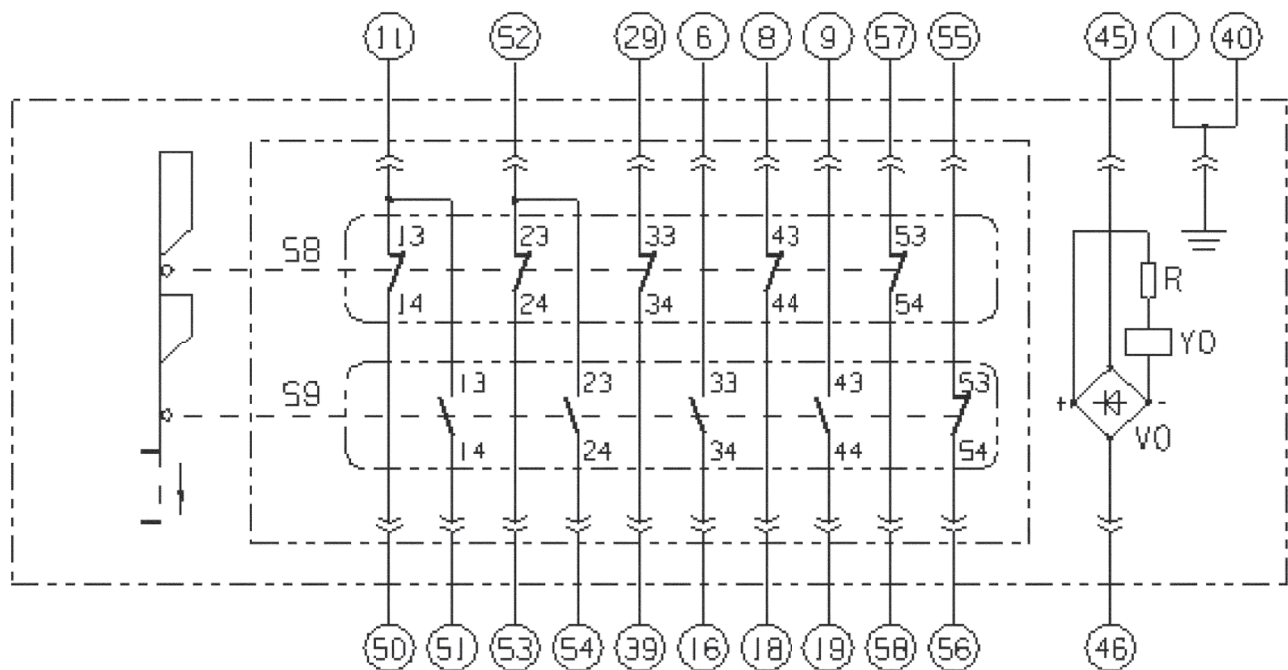 11 52 29 6 8 9 57 55 45 1 40
S8 13 23 33 43 53
14 24 34 44 54
R
Y0
S9 13 23 33 43 53
14 24 34 44 54
+ -
V0
50 51 53 54 39 16 18 19 58 56 46